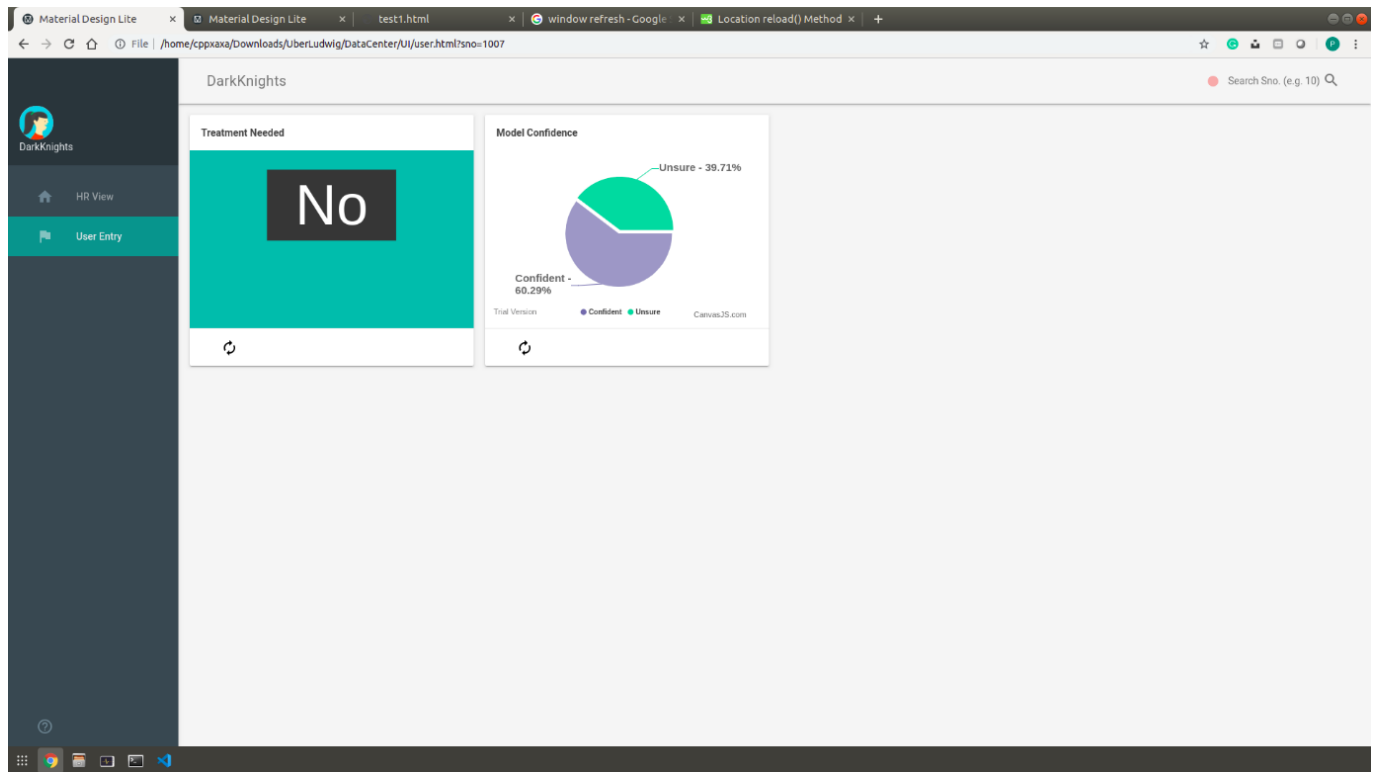 Material Design Lite
Material Design Lite
test1.html
window refresh - Google
Location reload() Method
File | /home/cppxaxa/Downloads/UberLudwig/DataCenter/UI/user.html?sno=1007
P
DarkKnights
Search Sno. (e.g. 10)
DarkKnights
HR View
User Entry
Treatment Needed
No
Model Confidence
Unsure - 39.71%
Confident -
60.29%
Trial Version
Confident
Unsure
CanvasJS.com